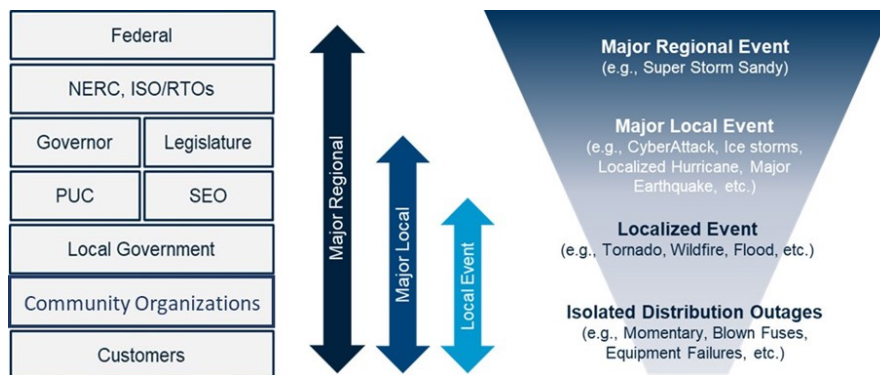 Federal
NERC, ISO/RTOs
Governor
Legislature
PUC
SEO
Local Government
Community Organizations
Customers
Major Regional
Major Local
Local Event
Major Regional Event
(e.g., Super Storm Sandy)
Major Local Event
(e.g., CyberAttack, Ice storms,
Localized Hurricane, Major
Earthquake, etc.)
Localized Event
(e.g., Tornado, Wildfire, Flood, etc.)
Isolated Distribution Outages
(e.g., Momentary, Blown Fuses,
Equipment Failures, etc.)